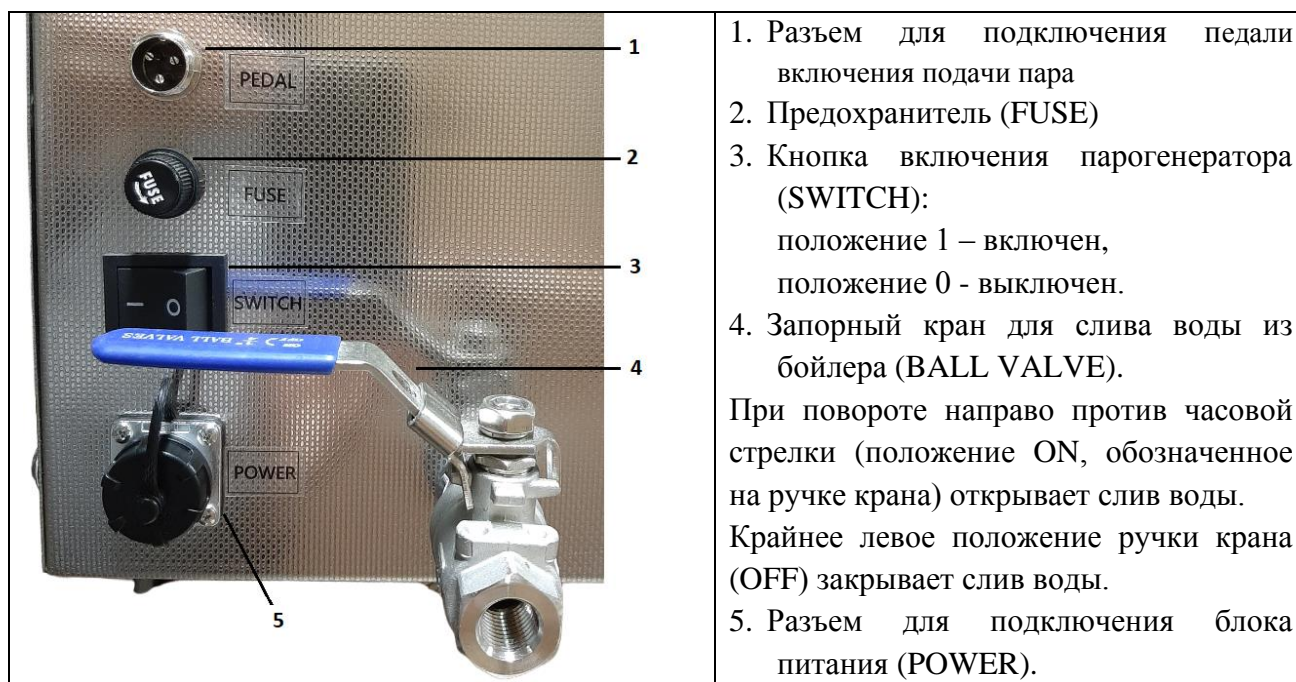 1
PEDAL
2
FUSE
FUSE
3
SWITCH
BALL VALVES
ON
OFF
4
POWER
5
1. Разъем для подключения педали
включения подачи пара
2. Предохранитель (FUSE)
3. Кнопка включения парогенератора
(SWITCH):
положение 1 – включен,
положение 0 - выключен.
4. Запорный кран для слива воды из
бойлера (BALL VALVE).
При повороте направо против часовой
стрелки (положение ON, обозначенное
на ручке крана) открывает слив воды.
Крайнее левое положение ручки крана
(OFF) закрывает слив воды.
5. Разъем для подключения блока
питания (POWER).